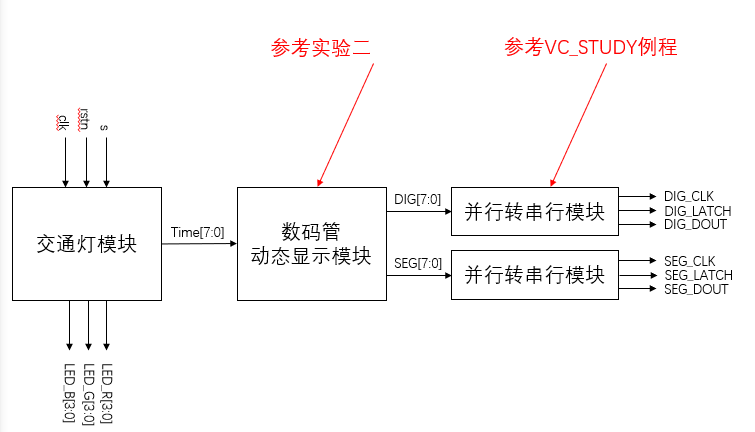 参考实验二
参考VC_STUDY例程
clk
rstn
s
交通灯模块
Time[7:0]
数码管
动态显示模块
DIG[7:0]
SEG[7:0]
并行转串行模块
DIG_CLK
DIG_LATCH
DIG_DOUT
并行转串行模块
SEG_CLK
SEG_LATCH
SEG_DOUT
LED_B[3:0]
LED_G[3:0]
LED_R[3:0]